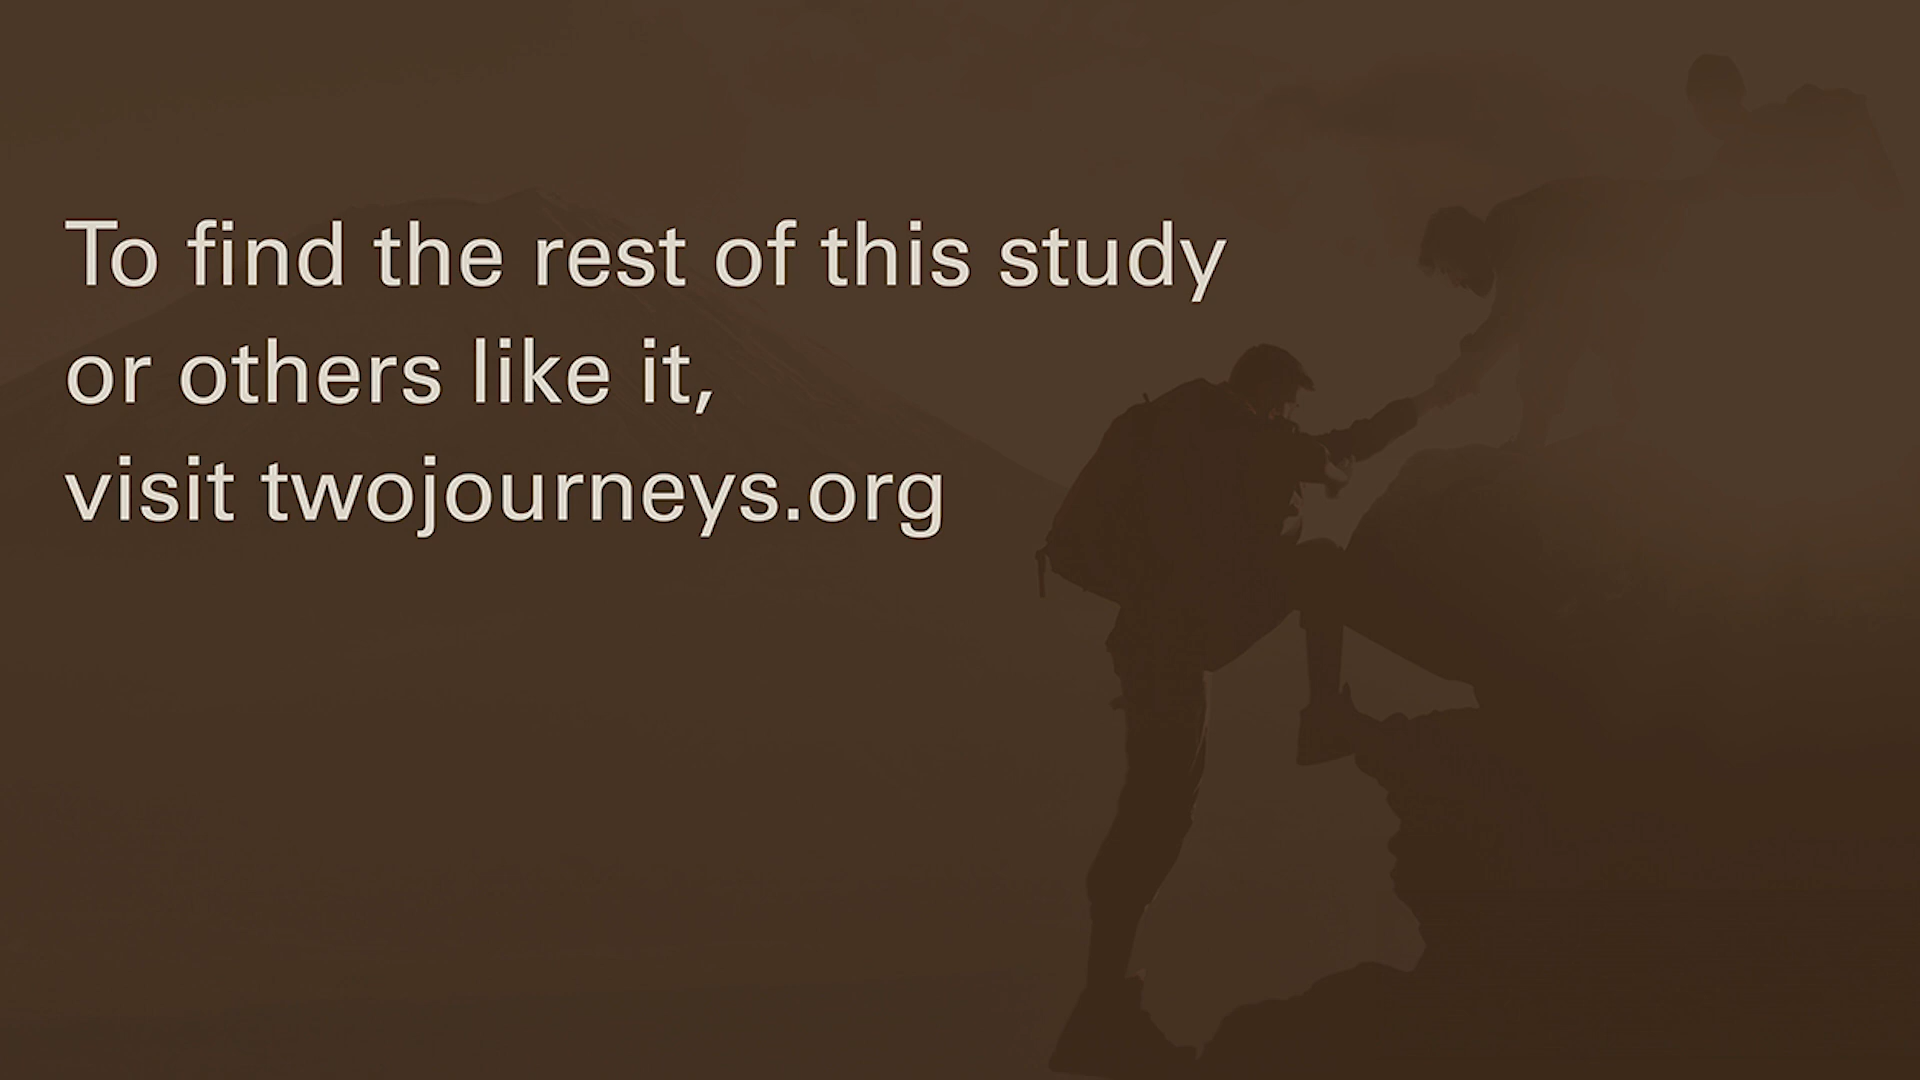 To find the rest of this study
or others like it,
visit twojourneys.org